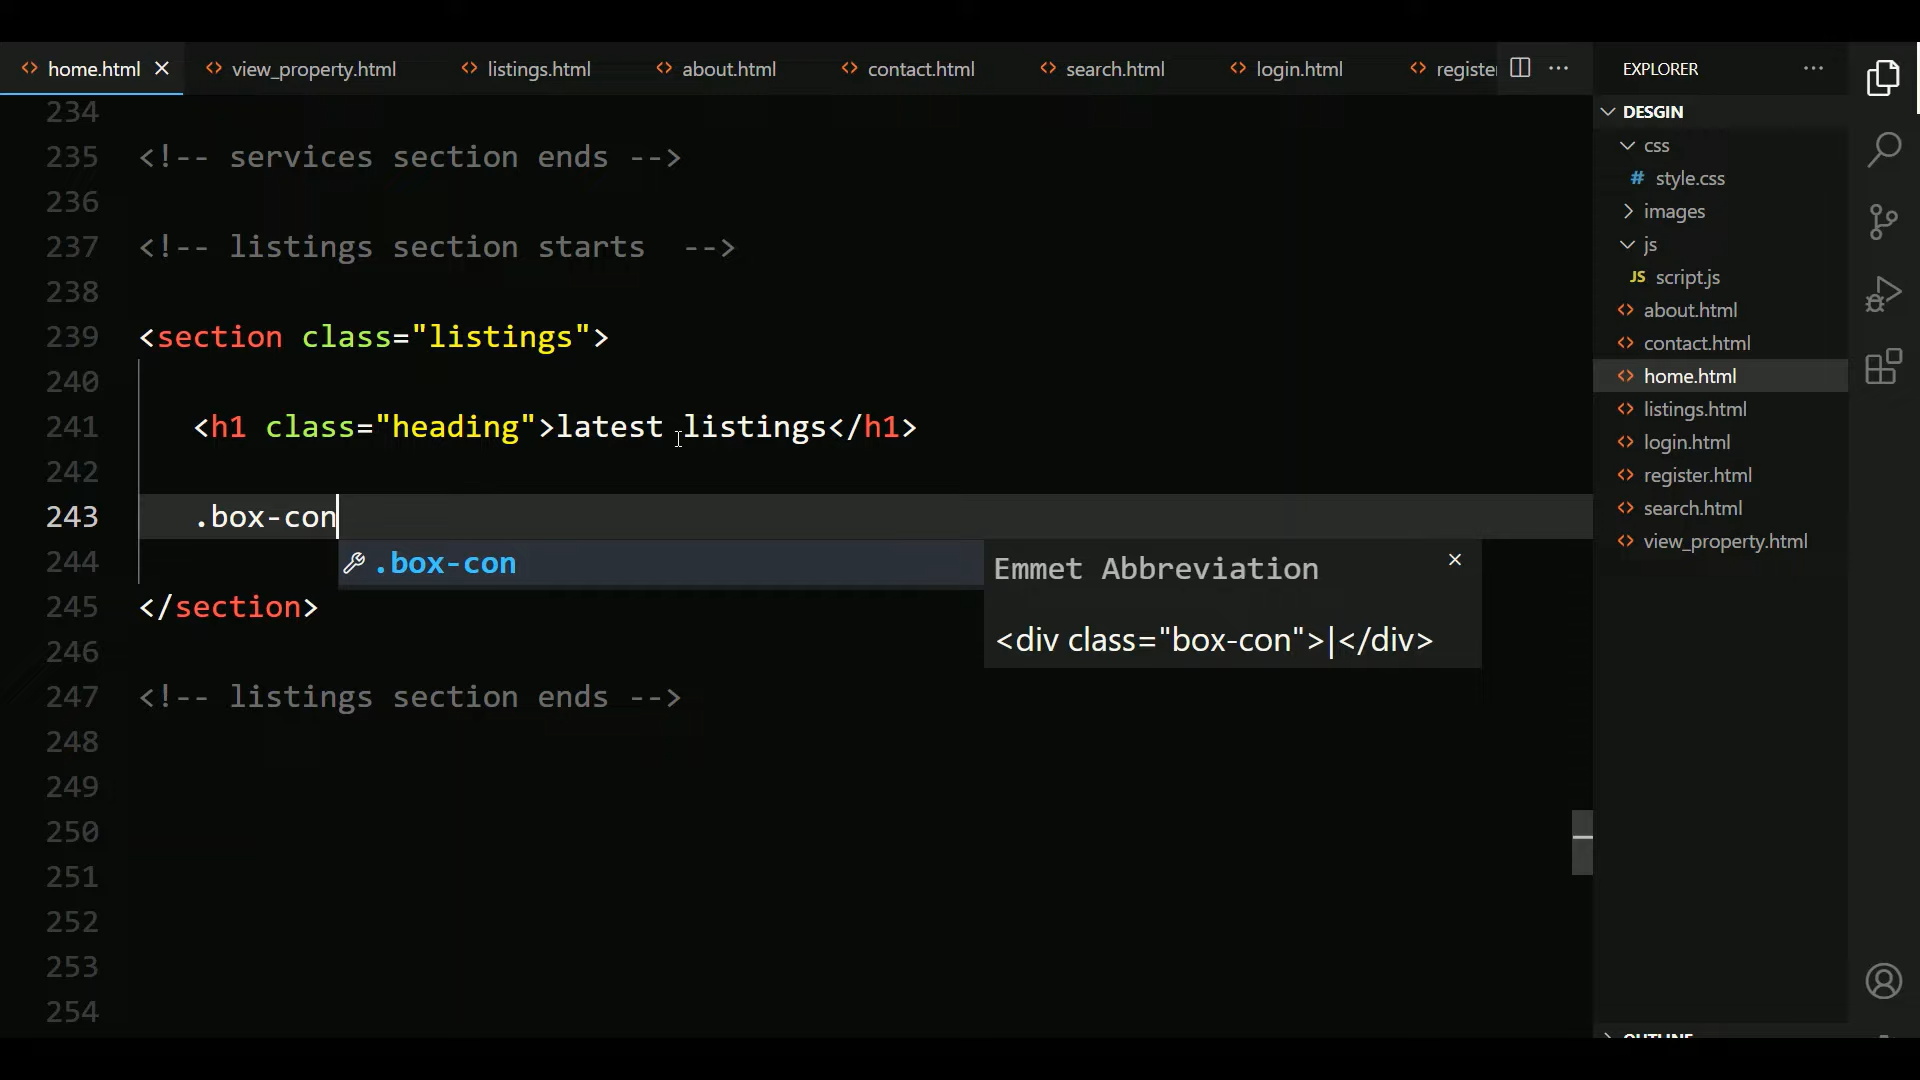 home.html
view_property.html
listings.html
about.html
contact.html
search.html
login.html
registe
EXPLORER
234
235 <!-- services section ends -->
236
237 <!-- listings section starts  -->
238
239 <section class="listings">
240
241 <h1 class="heading">latest listings</h1>
242
243 .box-con
244
245 </section>
246
247 <!-- listings section ends -->
248
249
250
251
252
253
254
.box-con
Emmet Abbreviation
<div class="box-con">|</div>
DESGIN
css
# style.css
images
js
JS script.js
about.html
contact.html
home.html
listings.html
login.html
register.html
search.html
view_property.html
OUTLINE